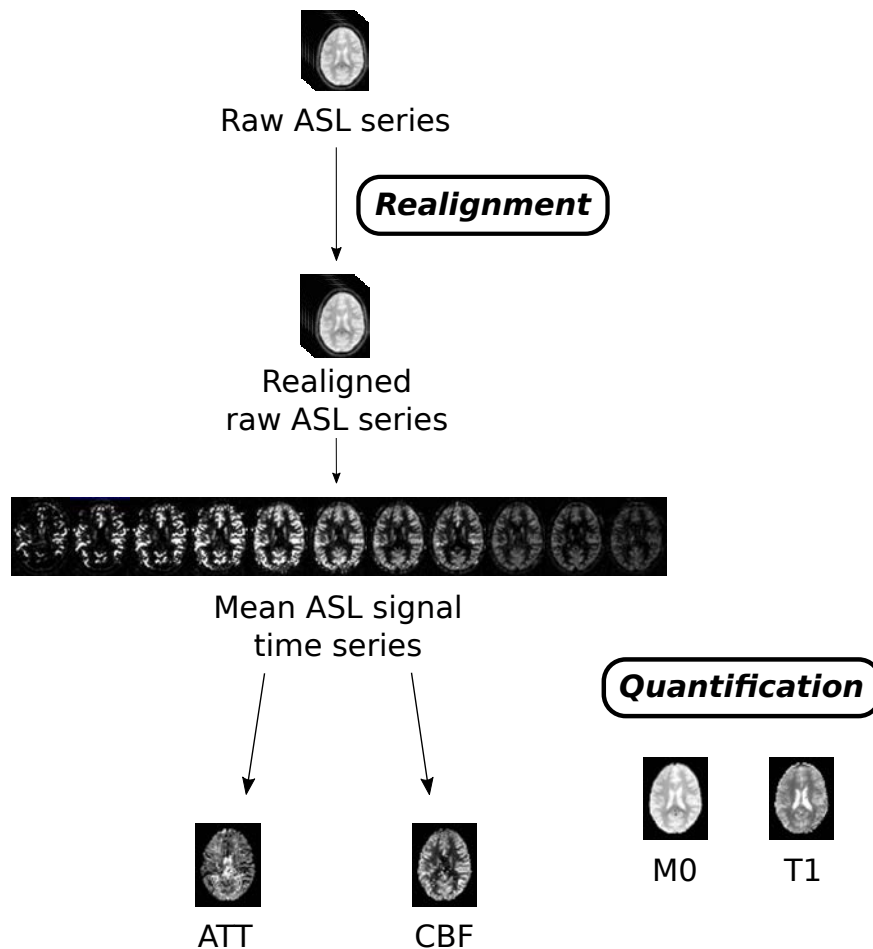 Raw ASL series
Realignment
Realigned
raw ASL series
Mean ASL signal
time series
Quantification
M0
T1
ATT
CBF